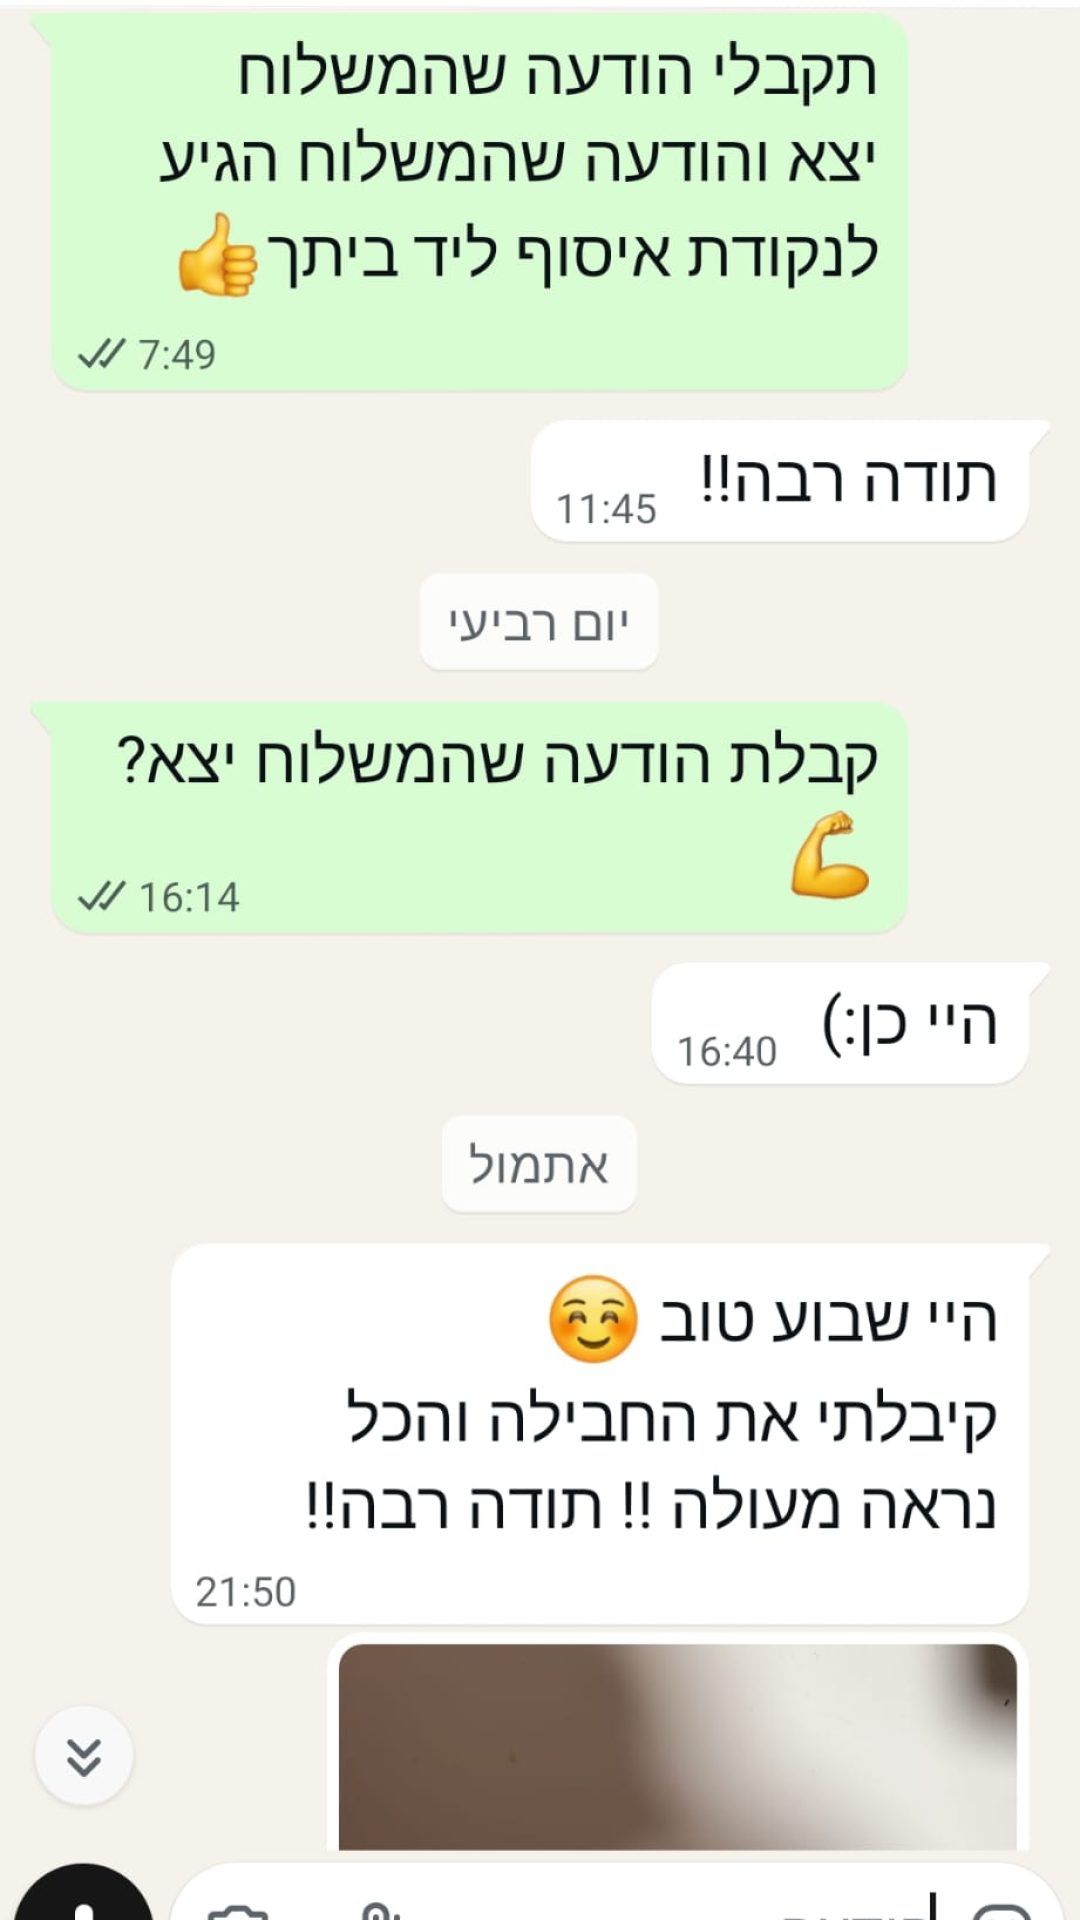 תקבלי הודעה שהמשלוח
יצא והודעה שהמשלוח הגיע
לנקודת איסוף ליד ביתך👍
7:49
תודה רבה!!
11:45
יום רביעי
קבלת הודעה שהמשלוח יצא?
💪
16:14
היי כן:)
16:40
אתמול
היי שבוע טוב ☺️
קיבלתי את החבילה והכל
נראה מעולה !! תודה רבה!!
21:50